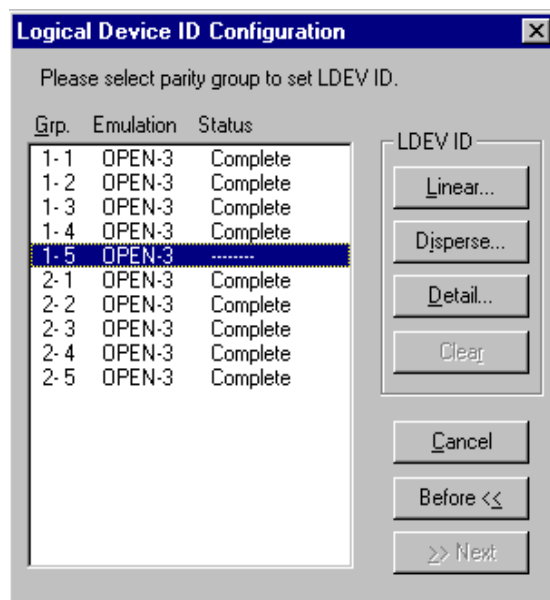 Logical Device ID Configuration
Please select parity group to set LDEV ID.
Grp. Emulation Status
1- 1 OPEN-3 Complete
1- 2 OPEN-3 Complete
1- 3 OPEN-3 Complete
1- 4 OPEN-3 Complete
1- 5 OPEN-3 --------
2- 1 OPEN-3 Complete
2- 2 OPEN-3 Complete
2- 3 OPEN-3 Complete
2- 4 OPEN-3 Complete
2- 5 OPEN-3 Complete
LDEV ID
Linear...
Disperse...
Detail...
Clear
Cancel
Before <<
>> Next